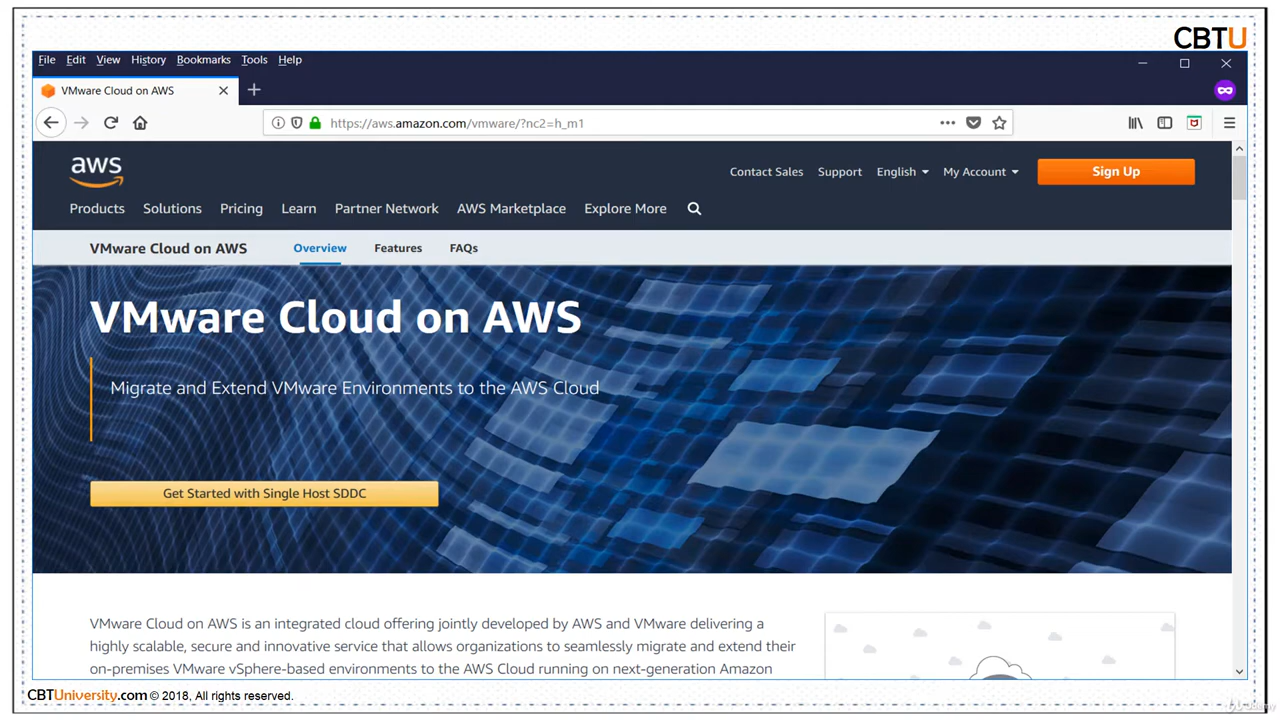 CBTU
File Edit View History Bookmarks Tools Help
VMware Cloud on AWS
https://aws.amazon.com/vmware/?nc2=h_m1
aws
Contact Sales Support English My Account Sign Up
Products Solutions Pricing Learn Partner Network AWS Marketplace Explore More
VMware Cloud on AWS Overview Features FAQs
VMware Cloud on AWS
Migrate and Extend VMware Environments to the AWS Cloud
Get Started with Single Host SDDC
VMware Cloud on AWS is an integrated cloud offering jointly developed by AWS and VMware delivering a
highly scalable, secure and innovative service that allows organizations to seamlessly migrate and extend their
on-premises VMware vSphere-based environments to the AWS Cloud running on next-generation Amazon
CBTUniversity.com © 2018, All rights reserved.